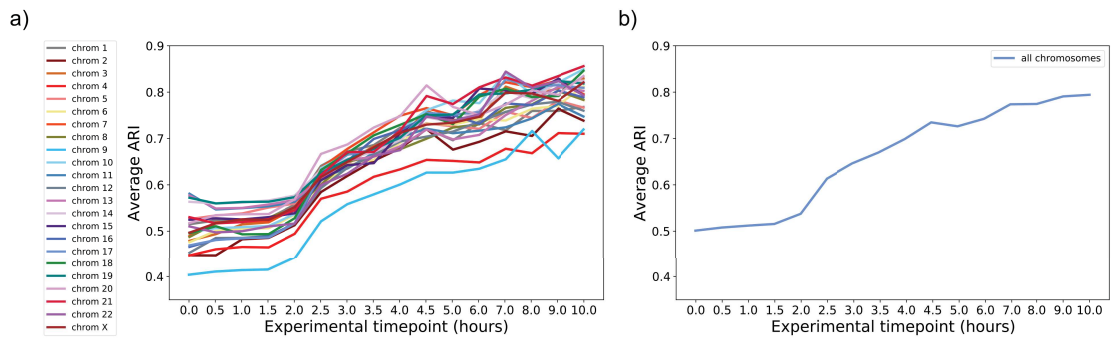 a)
chrom 1
chrom 2
chrom 3
chrom 4
chrom 5
chrom 6
chrom 7
chrom 8
chrom 9
chrom 10
chrom 11
chrom 12
chrom 13
chrom 14
chrom 15
chrom 16
chrom 17
chrom 18
chrom 19
chrom 20
chrom 21
chrom 22
chrom X
Average ARI
0.9
0.8
0.7
0.6
0.5
0.4
0.0 0.5 1.0 1.5 2.0 2.5 3.0 3.5 4.0 4.5 5.0 6.0 7.0 8.0 9.0 10.0
Experimental timepoint (hours)
b)
all chromosomes
Average ARI
0.9
0.8
0.7
0.6
0.5
0.4
0.0 0.5 1.0 1.5 2.0 2.5 3.0 3.5 4.0 4.5 5.0 6.0 7.0 8.0 9.0 10.0
Experimental timepoint (hours)